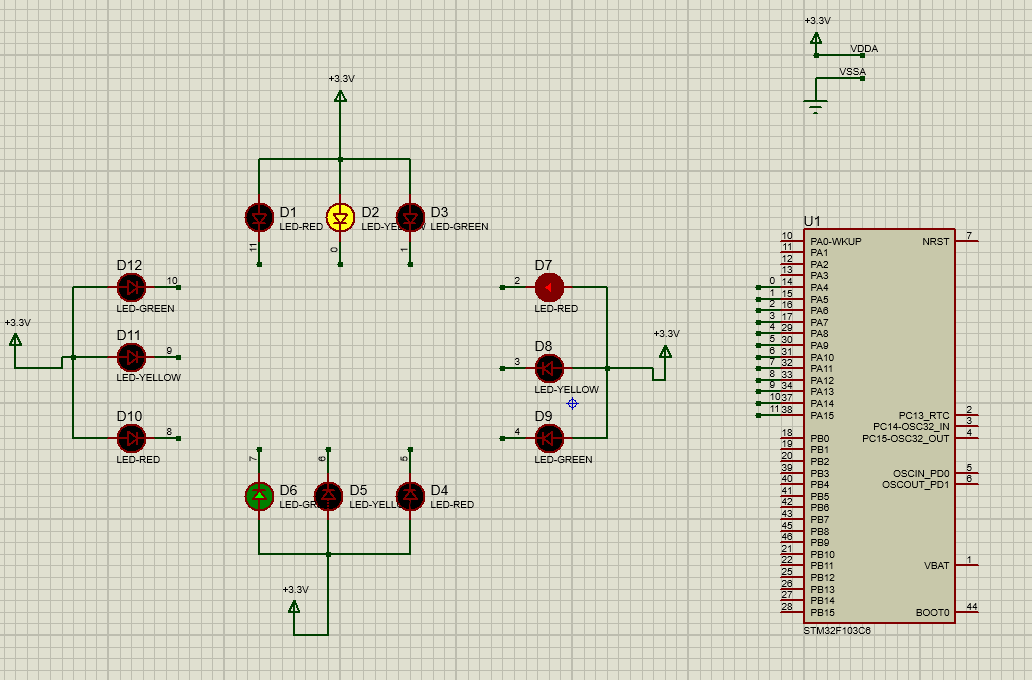 +3.3V
VDDA
VSSA
+3.3V
D1
LED-RED
11
D2
LED-YELLOW
0
D3
LED-GREEN
1
D12
10
LED-GREEN
+3.3V
D11
9
LED-YELLOW
D10
8
LED-RED
D7
2
LED-RED
+3.3V
D8
3
LED-YELLOW
D9
4
LED-GREEN
7
D6
LED-GR
6
D5
LED-YELL
5
D4
LED-RED
+3.3V
U1
10 PA0-WKUP
11 PA1
12 PA2
13 PA3
0 14 PA4
1 15 PA5
2 16 PA6
3 17 PA7
4 29 PA8
5 30 PA9
6 31 PA10
7 32 PA11
8 33 PA12
9 34 PA13
10 37 PA14
11 38 PA15
18 PB0
19 PB1
20 PB2
39 PB3
40 PB4
41 PB5
42 PB6
43 PB7
45 PB8
46 PB9
21 PB10
22 PB11
25 PB12
26 PB13
27 PB14
28 PB15
NRST 7
PC13_RTC 2
PC14-OSC32_IN 3
PC15-OSC32_OUT 4
OSCIN_PD0 5
OSCOUT_PD1 6
VBAT 1
BOOT0 44
STM32F103C6